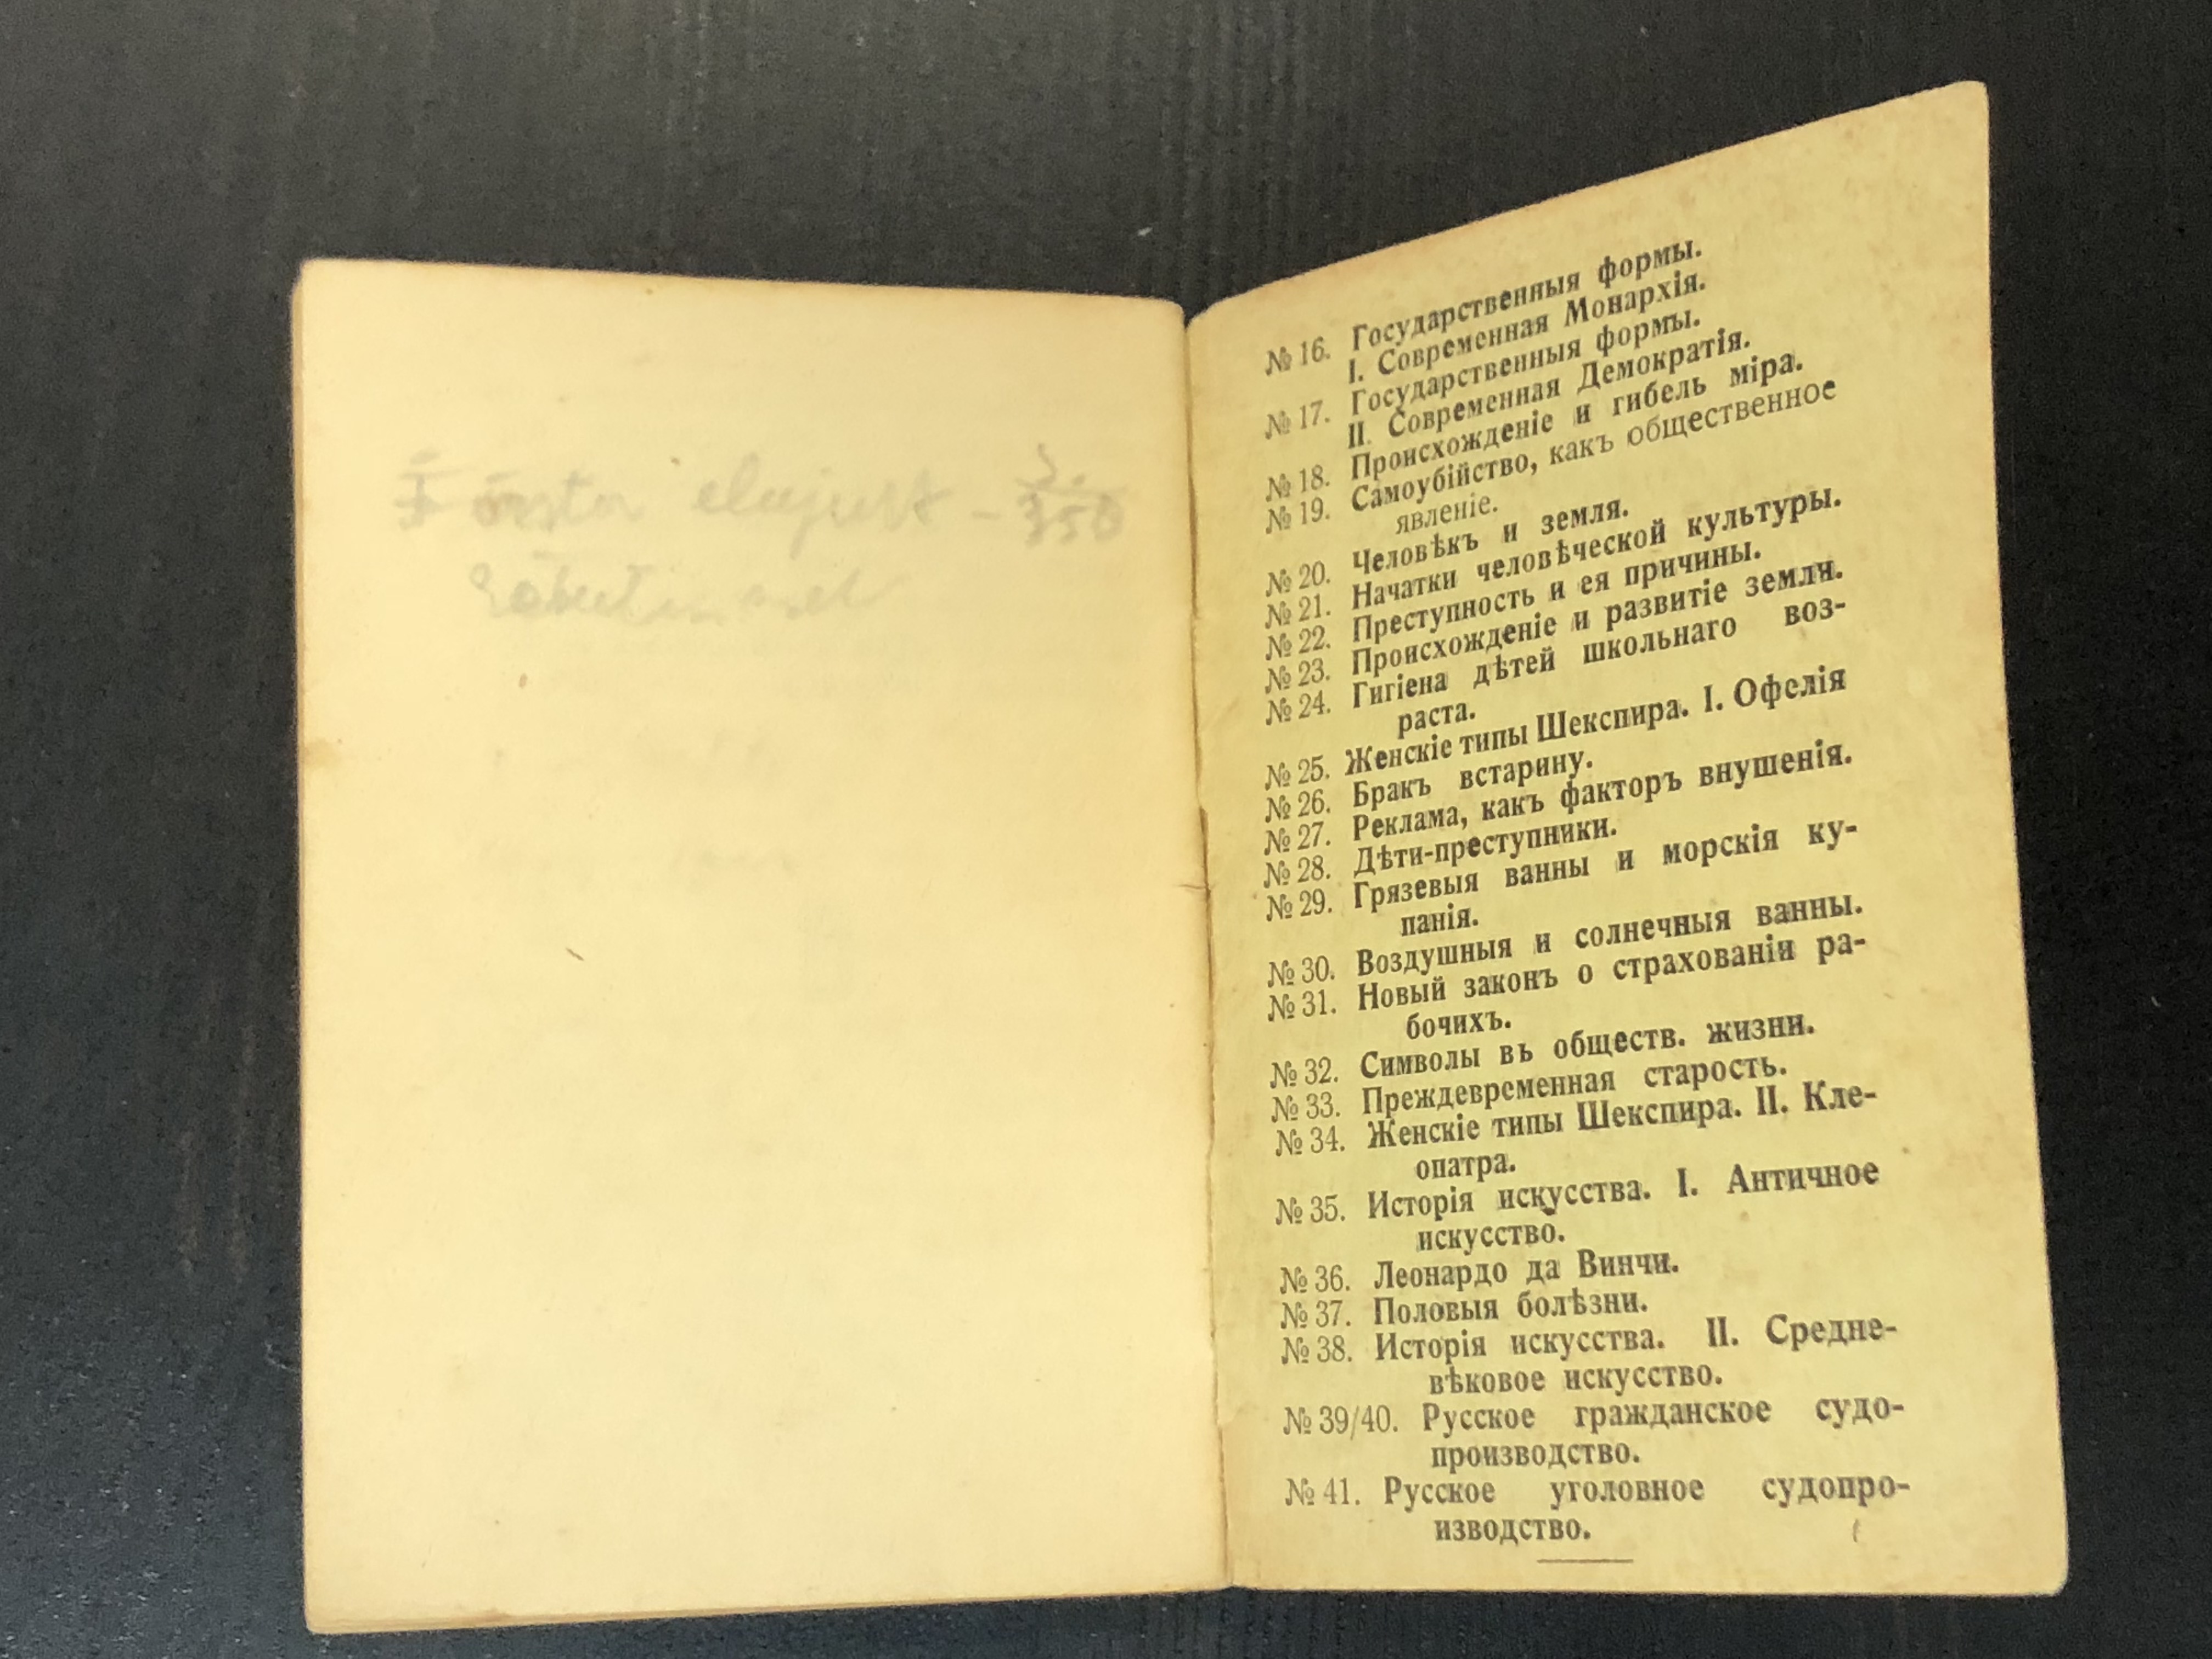 350
№ 16. Государственныя формы.
I. Современная Монархія.
№ 17. Государственныя формы.
II. Современная Демократія.
№ 18. Происхожденіе и гибель міра.
№ 19. Самоубійство, какъ общественное
явленіе.
№ 20. Человѣкъ и земля.
№ 21. Начатки человѣческой культуры.
№ 22. Преступность и ея причины.
№ 23. Происхожденіе и развитіе земли.
№ 24. Гигіена дѣтей школьнаго воз-
раста.
№ 25. Женскіе типы Шекспира. I. Офелія
№ 26. Бракъ встарину.
№ 27. Реклама, какъ факторъ внушенія.
№ 28. Дѣти-преступники.
№ 29. Грязевыя ванны и морскія ку-
панія.
№ 30. Воздушныя и солнечныя ванны.
№ 31. Новый законъ о страхованіи ра-
бочихъ.
№ 32. Символы вь обществ. жизни.
№ 33. Преждевременная старость.
№ 34. Женскіе типы Шекспира. II. Кле-
опатра.
№ 35. Исторія искусства. I. Античное
искусство.
№ 36. Леонардо да Винчи.
№ 37. Половыя болѣзни.
№ 38. Исторія искусства. II. Средне-
вѣковое искусство.
№ 39/40. Русское гражданское судо-
производство.
№ 41. Русское уголовное судопро-
изводство.